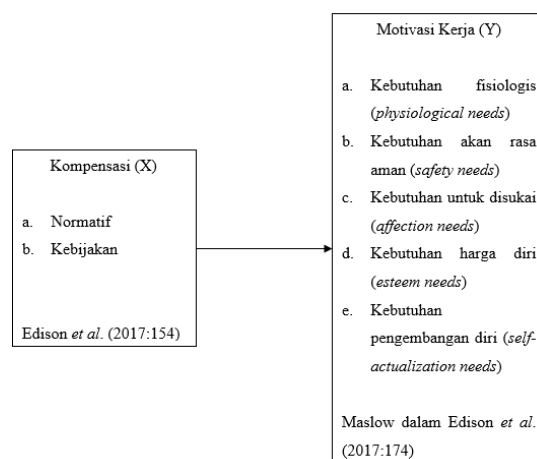 Kompensasi (X)
a. Normatif
b. Kebijakan
Edison et al. (2017:154)
Motivasi Kerja (Y)
a. Kebutuhan fisiologis
(physiological needs)
b. Kebutuhan akan rasa
aman (safety needs)
c. Kebutuhan untuk disukai
(affection needs)
d. Kebutuhan harga diri
(esteem needs)
e. Kebutuhan
pengembangan diri (self-
actualization needs)
Maslow dalam Edison et al.
(2017:174)